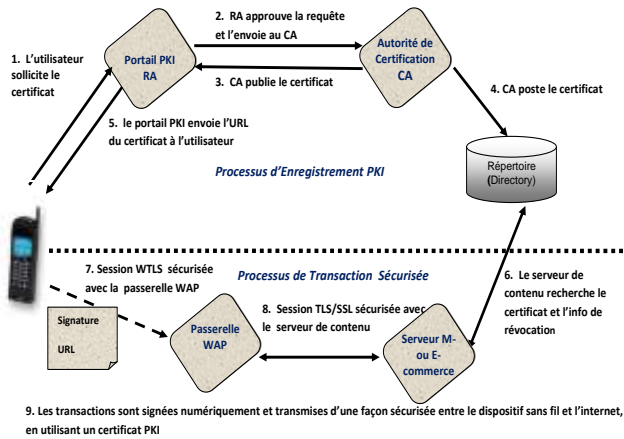 2. RA approuve la requête
et l'envoie au CA
1. L'utilisateur
sollicite le
certificat
Portail PKI
RA
Autorité de
Certification
CA
3. CA publie le certificat
4. CA poste le certificat
5. le portail PKI envoie l'URL
du certificat à l'utilisateur
Processus d'Enregistrement PKI
Répertoire
(Directory)
7. Session WTLS sécurisée
avec la passerelle WAP
Processus de Transaction Sécurisée
6. Le serveur de
contenu recherche le
certificat et l'info de
révocation
8. Session TLS/SSL sécurisée avec
le serveur de contenu
Signature
URL
Passerelle
WAP
Serveur M-
ou E-
commerce
9. Les transactions sont signées numériquement et transmises d'une façon sécurisée entre le dispositif sans fil et l'internet,
en utilisant un certificat PKI